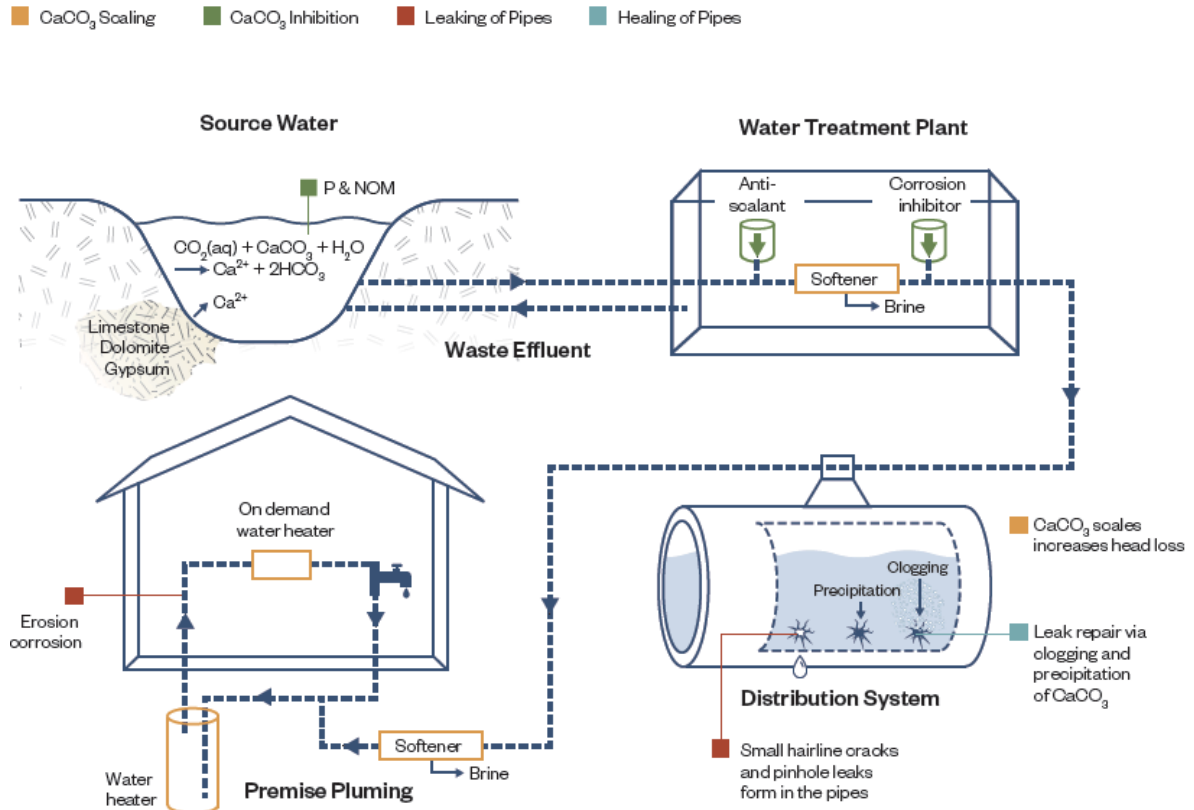 CaCO₃ Scaling
CaCO₃ Inhibition
Leaking of Pipes
Healing of Pipes
Source Water
P & NOM
CO₂(aq) + CaCO₃ + H₂O
Ca²⁺ + 2HCO₃
Ca²⁺
Limestone
Dolomite
Gypsum
Waste Effluent
Water Treatment Plant
Anti-
scalant
Corrosion
inhibitor
Softener
Brine
On demand
water heater
Erosion
corrosion
Water
heater
Softener
Brine
Premise Pluming
Clogging
Precipitation
Distribution System
CaCO₃ scales
increases head loss
Leak repair via
clogging and
precipitation
of CaCO₃
Small hairline cracks
and pinhole leaks
form in the pipes